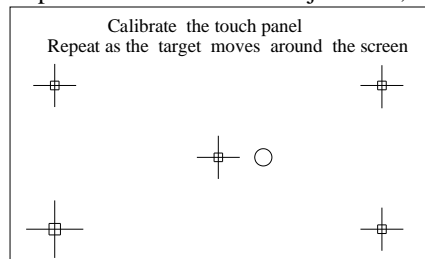 Calibrate the touch panel
Repeat as the target moves around the screen